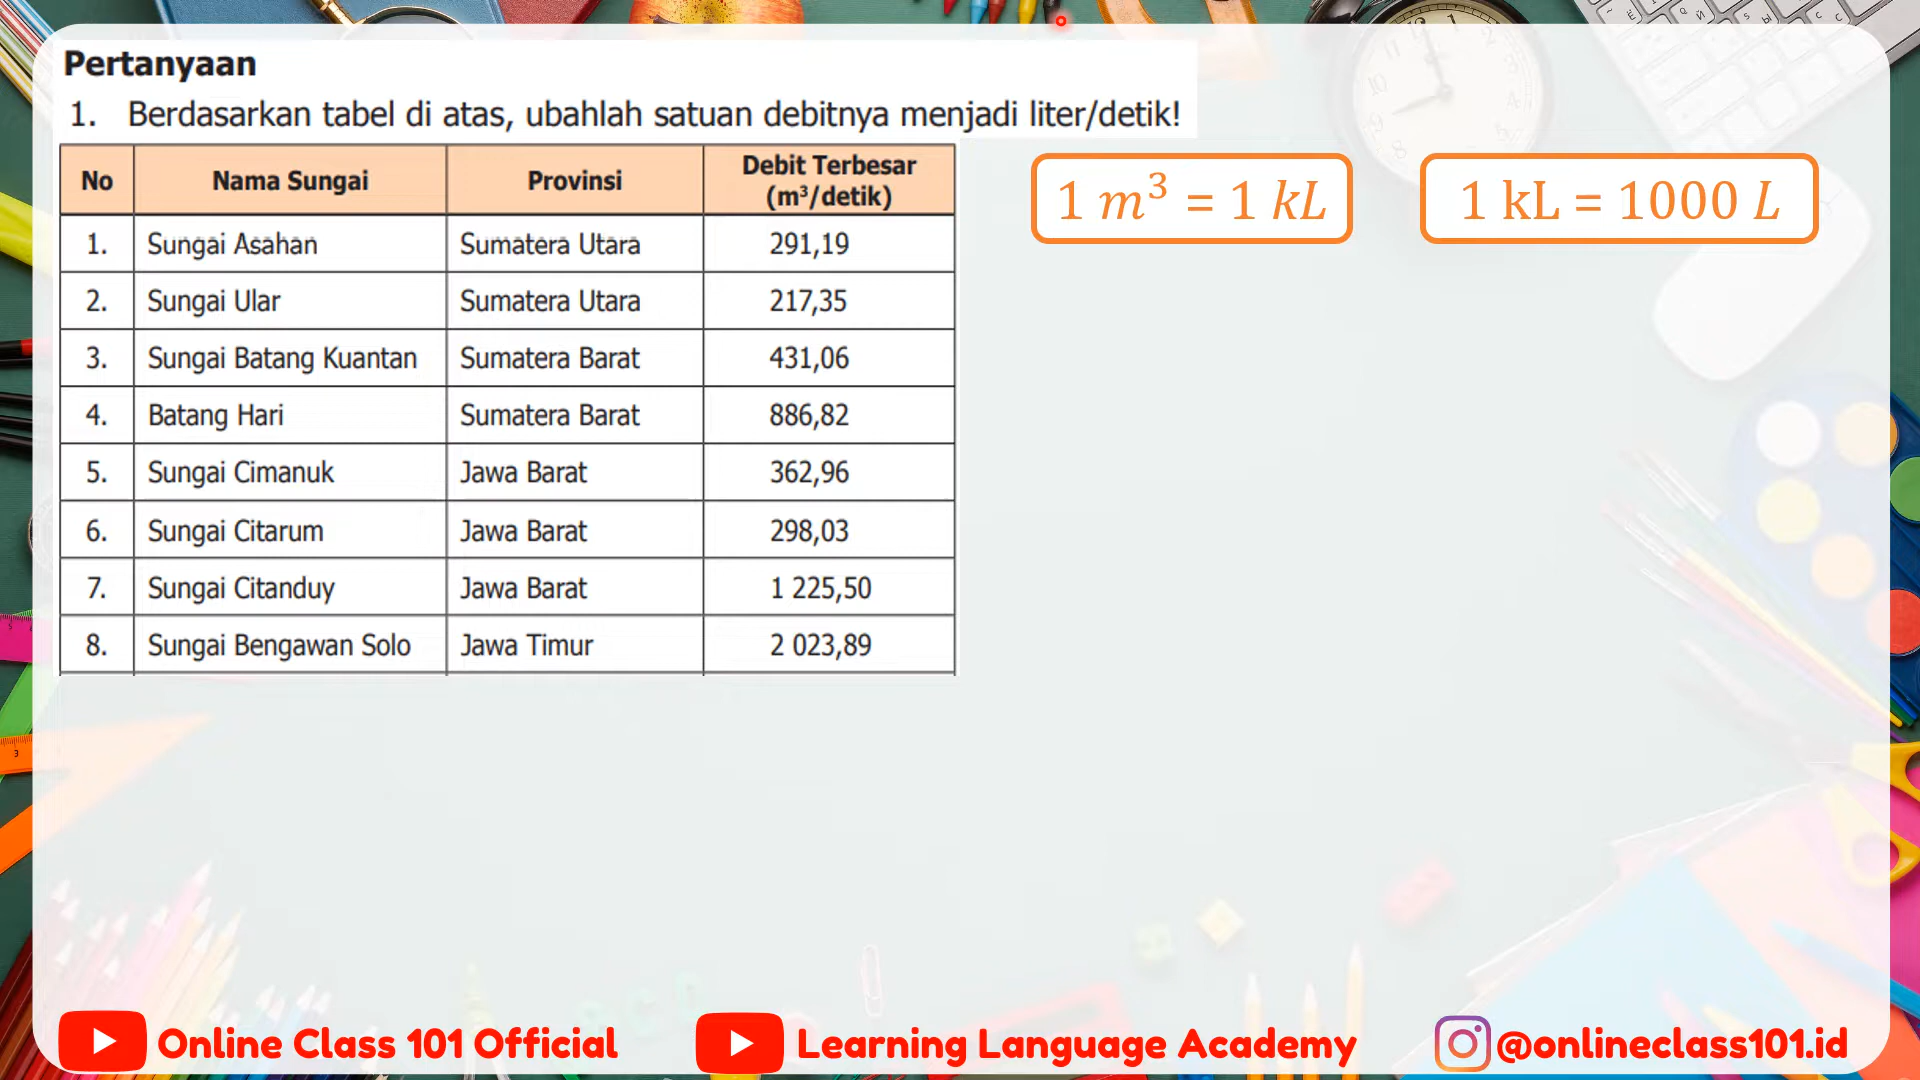 Pertanyaan
1. Berdasarkan tabel di atas, ubahlah satuan debitnya menjadi liter/detik!
No Nama Sungai Provinsi Debit Terbesar (m³/detik)
1. Sungai Asahan Sumatera Utara 291,19
2. Sungai Ular Sumatera Utara 217,35
3. Sungai Batang Kuantan Sumatera Barat 431,06
4. Batang Hari Sumatera Barat 886,82
5. Sungai Cimanuk Jawa Barat 362,96
6. Sungai Citarum Jawa Barat 298,03
7. Sungai Citanduy Jawa Barat 1 225,50
8. Sungai Bengawan Solo Jawa Timur 2 023,89
1 m³ = 1 kL
1 kL = 1000 L
Online Class 101 Official
Learning Language Academy
@onlineclass101.id